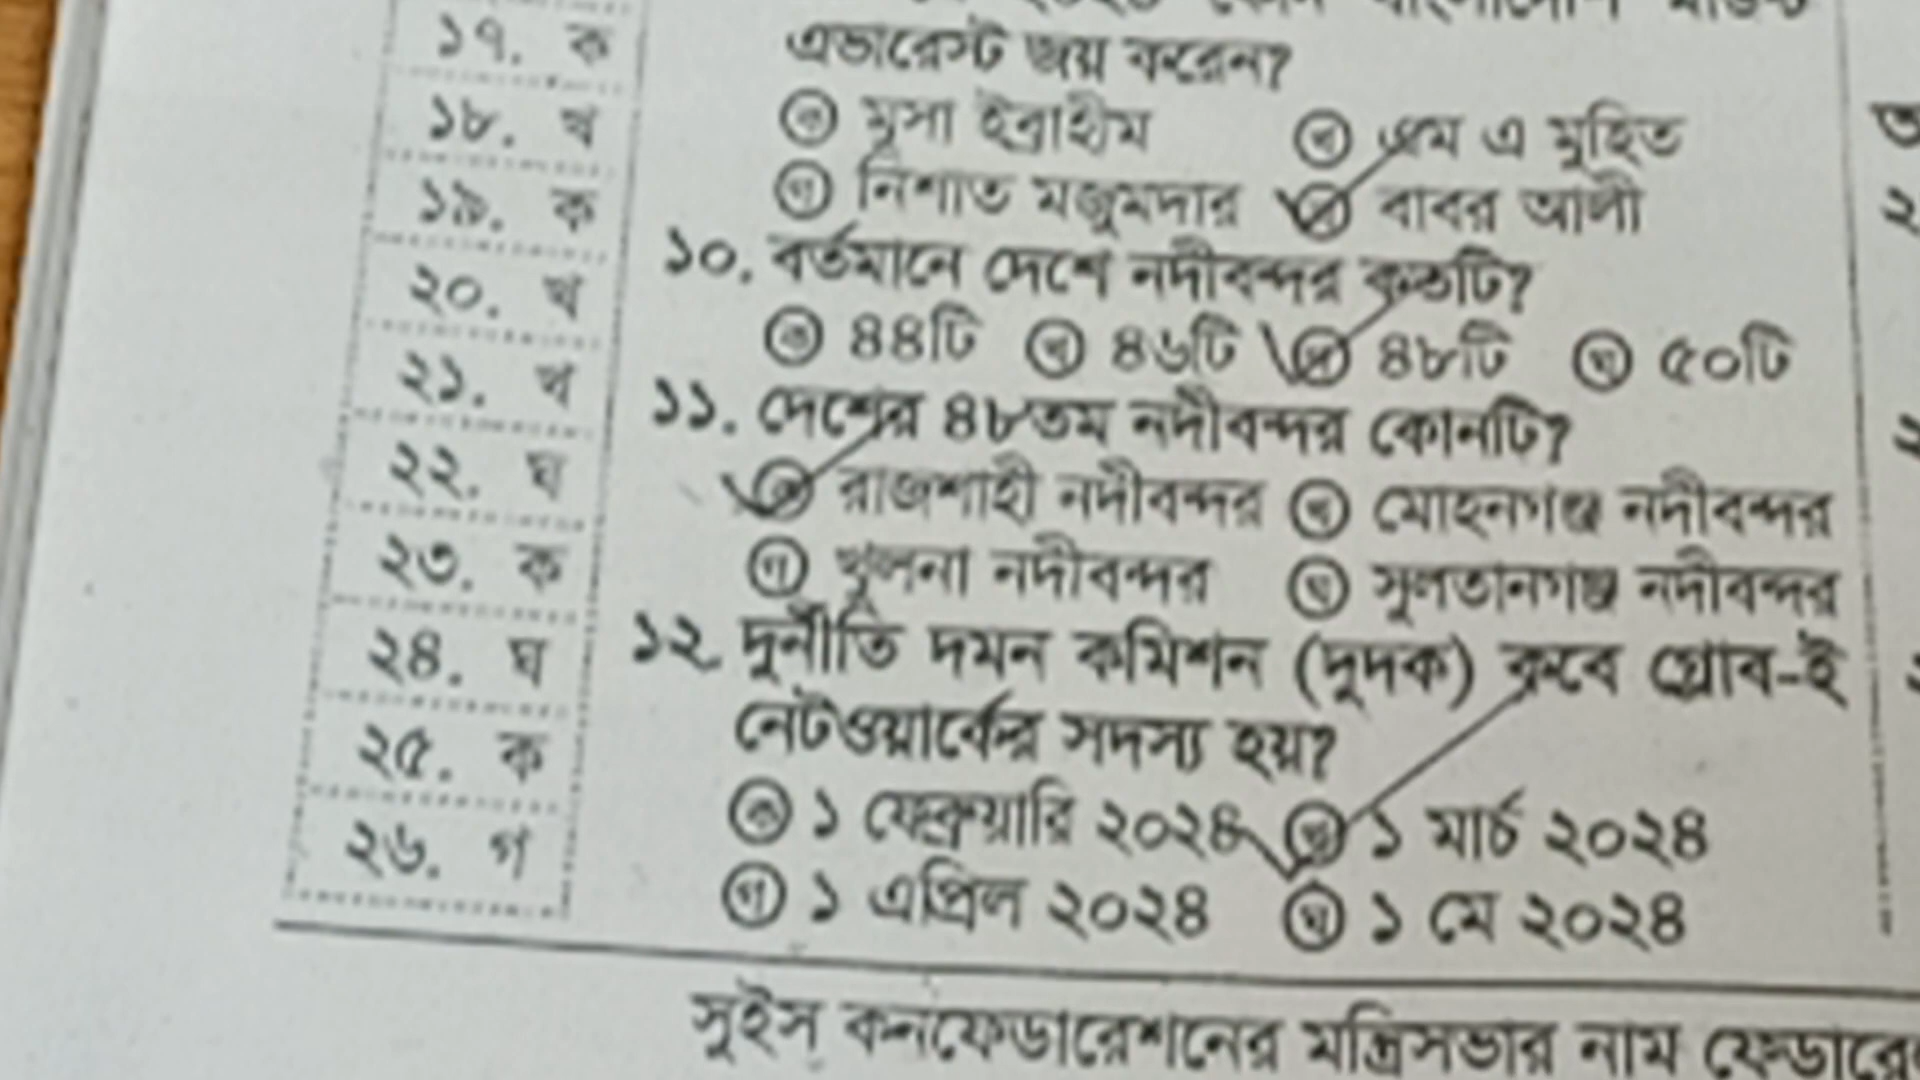 ১৭. ক
১৮. খ
১৯. ক
২০. খ
২১. খ
২২. ঘ
২৩. ক
২৪. ঘ
২৫. ক
২৬. গ
এভারেস্ট জয় করেন?
ক মুসা ইব্রাহীম খ এম এ মুহিত
গ নিশাত মজুমদার ঘ বাবর আলী
১০. বর্তমানে দেশে নদীবন্দর কতটি?
ক ৪৪টি খ ৪৬টি গ ৪৮টি ঘ ৫০টি
১১. দেশের ৪৮তম নদীবন্দর কোনটি?
ক রাজশাহী নদীবন্দর খ মোহনগঞ্জ নদীবন্দর
গ খুলনা নদীবন্দর ঘ সুলতানগঞ্জ নদীবন্দর
১২. দুর্নীতি দমন কমিশন (দুদক) কবে গ্লোব-ই
নেটওয়ার্কের সদস্য হয়?
ক ১ ফেব্রুয়ারি ২০২৪ খ ১ মার্চ ২০২৪
গ ১ এপ্রিল ২০২৪ ঘ ১ মে ২০২৪
সুইস কনফেডারেশনের মন্ত্রিসভার নাম